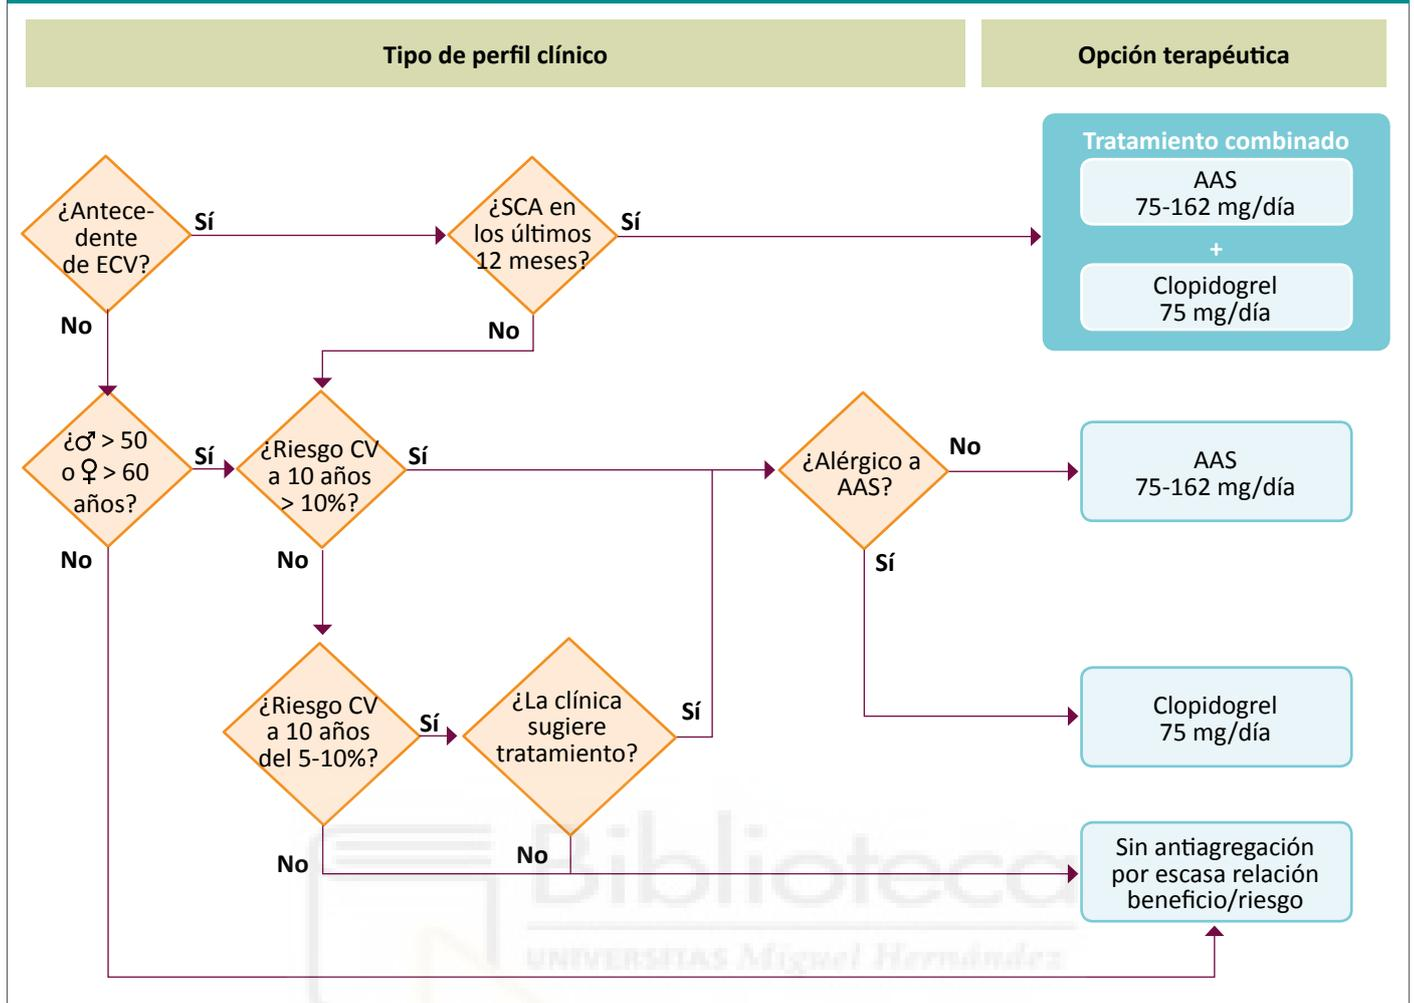 Tipo de perfil clínico
Opción terapéutica
Tratamiento combinado
AAS
75-162 mg/día
+
Clopidogrel
75 mg/día
¿Antece-
dente
de ECV?
Sí
No
¿SCA en
los últimos
12 meses?
Sí
No
¿♂ > 50
o ♀ > 60
años?
Sí
No
¿Riesgo CV
a 10 años
> 10%?
Sí
No
¿Alérgico a
AAS?
No
Sí
AAS
75-162 mg/día
¿Riesgo CV
a 10 años
del 5-10%?
Sí
No
¿La clínica
sugiere
tratamiento?
Sí
No
Clopidogrel
75 mg/día
Sin antiagregación
por escasa relación
beneficio/riesgo
Biblioteca
UNIVERSITAS Miguel Hernández